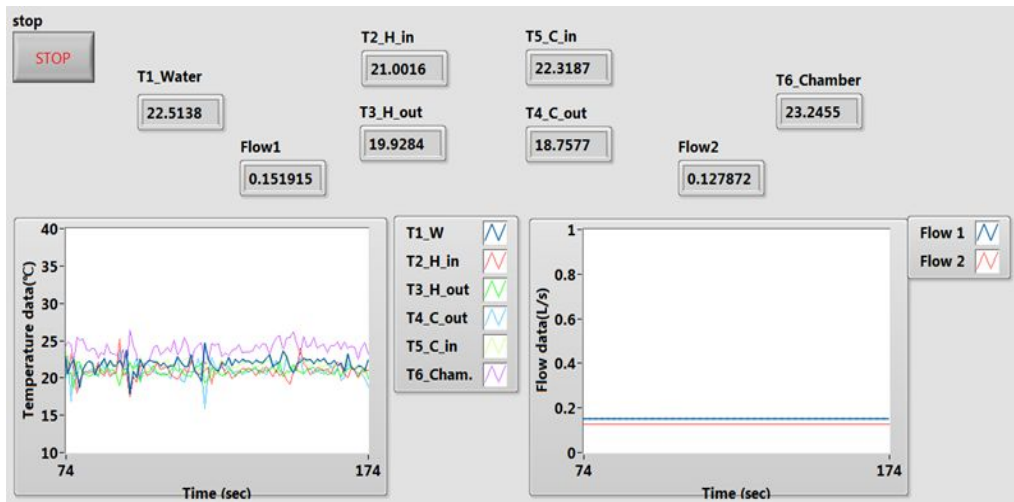 stop
STOP
T1_Water
22.5138
T2_H_in
21.0016
T5_C_in
22.3187
T6_Chamber
23.2455
T3_H_out
19.9284
T4_C_out
18.7577
Flow1
0.151915
Flow2
0.127872
Temperature data(°C)
40
35
30
25
20
15
10
74
174
Time (sec)
T1_W
T2_H_in
T3_H_out
T4_C_out
T5_C_in
T6_Cham.
Flow data(L/s)
1
0.8
0.6
0.4
0.2
0
74
174
Time (sec)
Flow 1
Flow 2